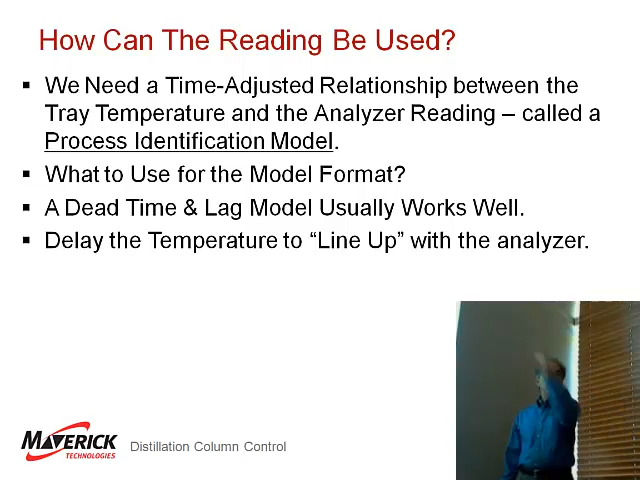 How Can The Reading Be Used?
▪ We Need a Time-Adjusted Relationship between the
Tray Temperature and the Analyzer Reading – called a
Process Identification Model.
▪ What to Use for the Model Format?
▪ A Dead Time & Lag Model Usually Works Well.
▪ Delay the Temperature to “Line Up” with the analyzer.
MAVERICK
TECHNOLOGIES
Distillation Column Control